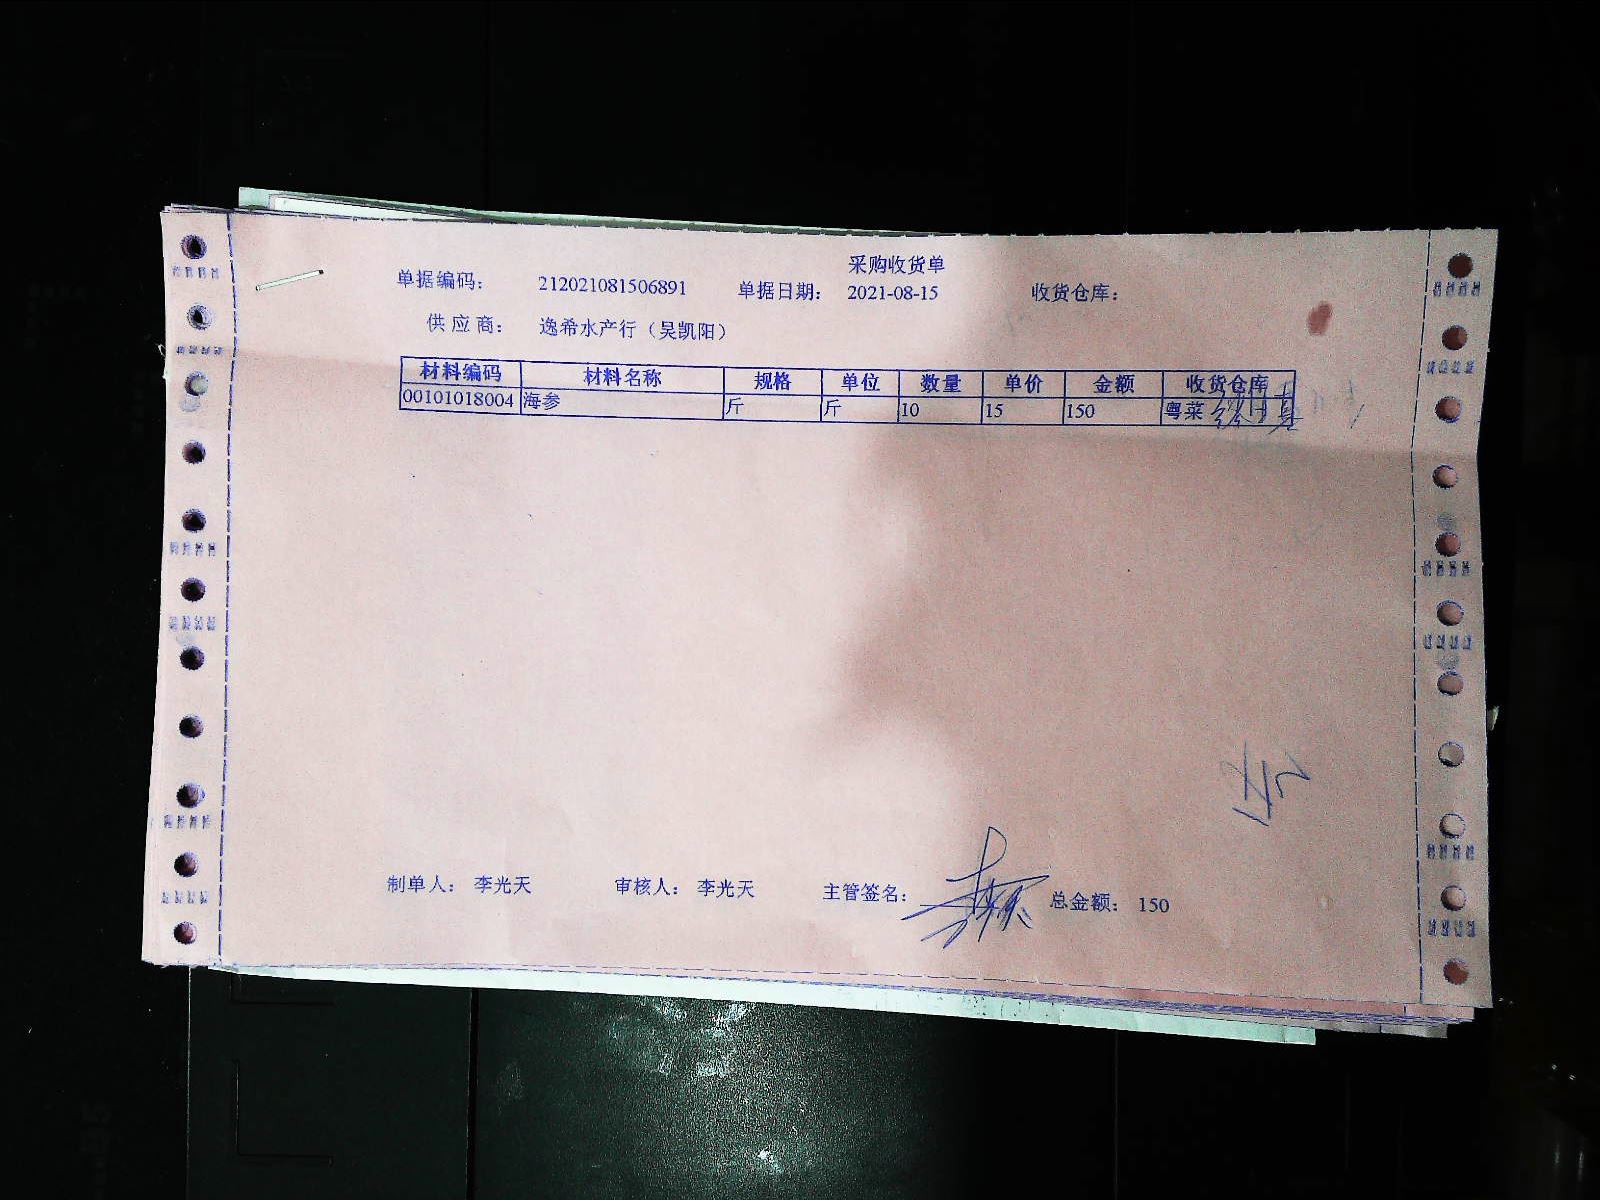 采购收货单
单据编码： 212021081506891 单据日期： 2021-08-15 收货仓库：
供应商： 逸希水产行（吴凯阳）
材料编码 材料名称 规格 单位 数量 单价 金额 收货仓库
00101018004 海参 斤 斤 10 15 150 粤菜
制单人： 李光天 审核人： 李光天 主管签名： 总金额： 150